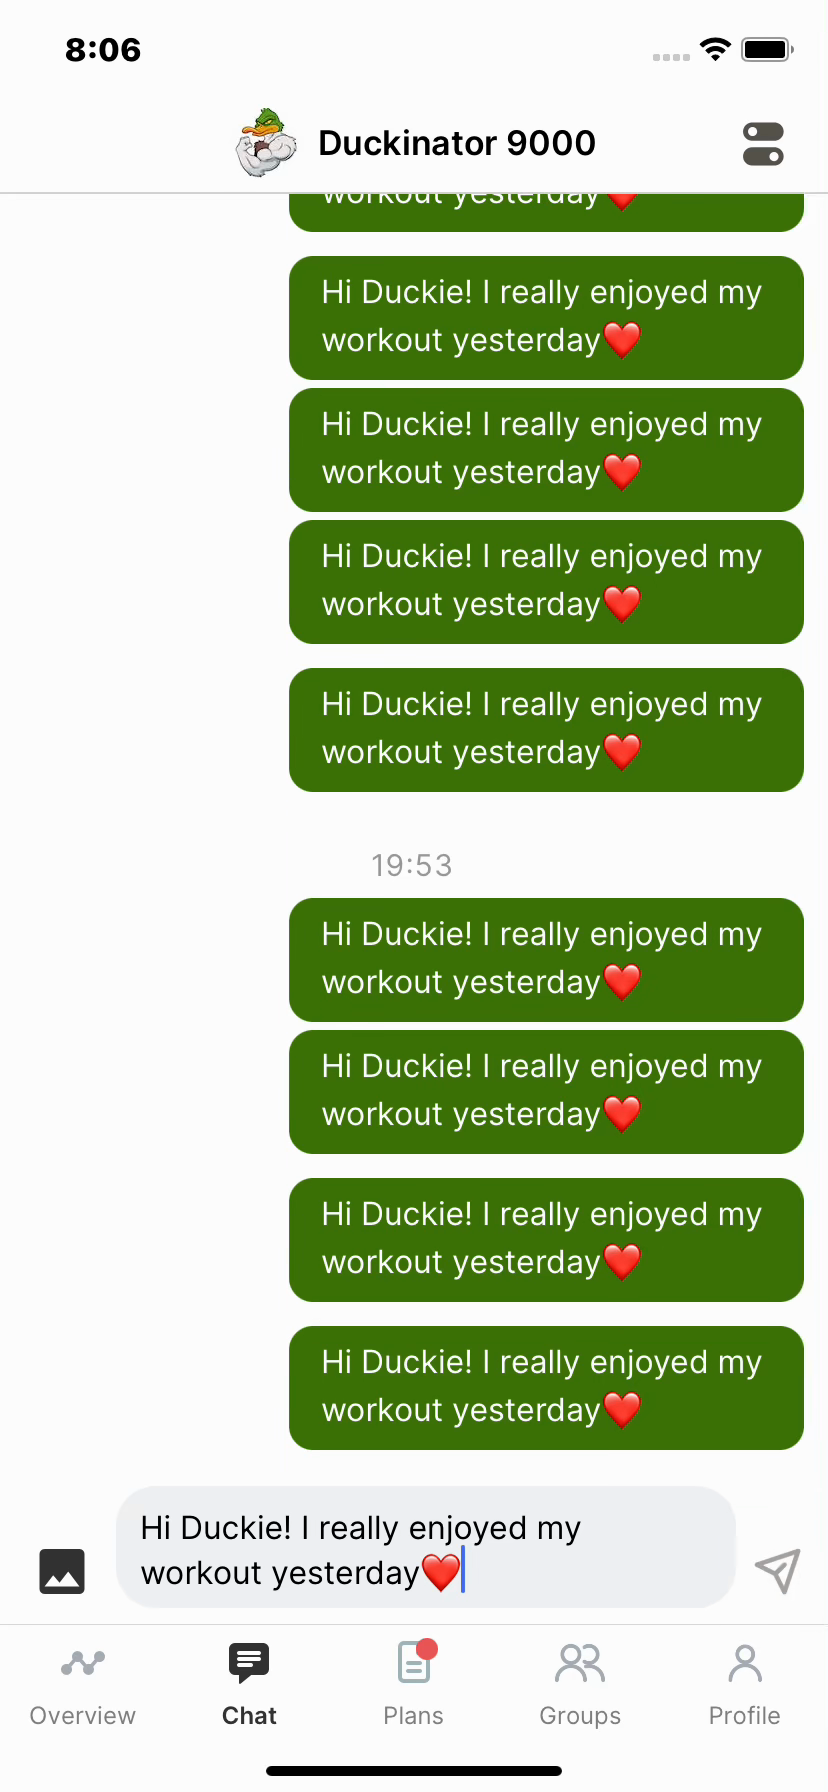 8:06
Duckinator 9000
workout yesterday❤️
Hi Duckie! I really enjoyed my
workout yesterday❤️
Hi Duckie! I really enjoyed my
workout yesterday❤️
Hi Duckie! I really enjoyed my
workout yesterday❤️
Hi Duckie! I really enjoyed my
workout yesterday❤️
19:53
Hi Duckie! I really enjoyed my
workout yesterday❤️
Hi Duckie! I really enjoyed my
workout yesterday❤️
Hi Duckie! I really enjoyed my
workout yesterday❤️
Hi Duckie! I really enjoyed my
workout yesterday❤️
Hi Duckie! I really enjoyed my
workout yesterday❤️
Overview
Chat
Plans
Groups
Profile